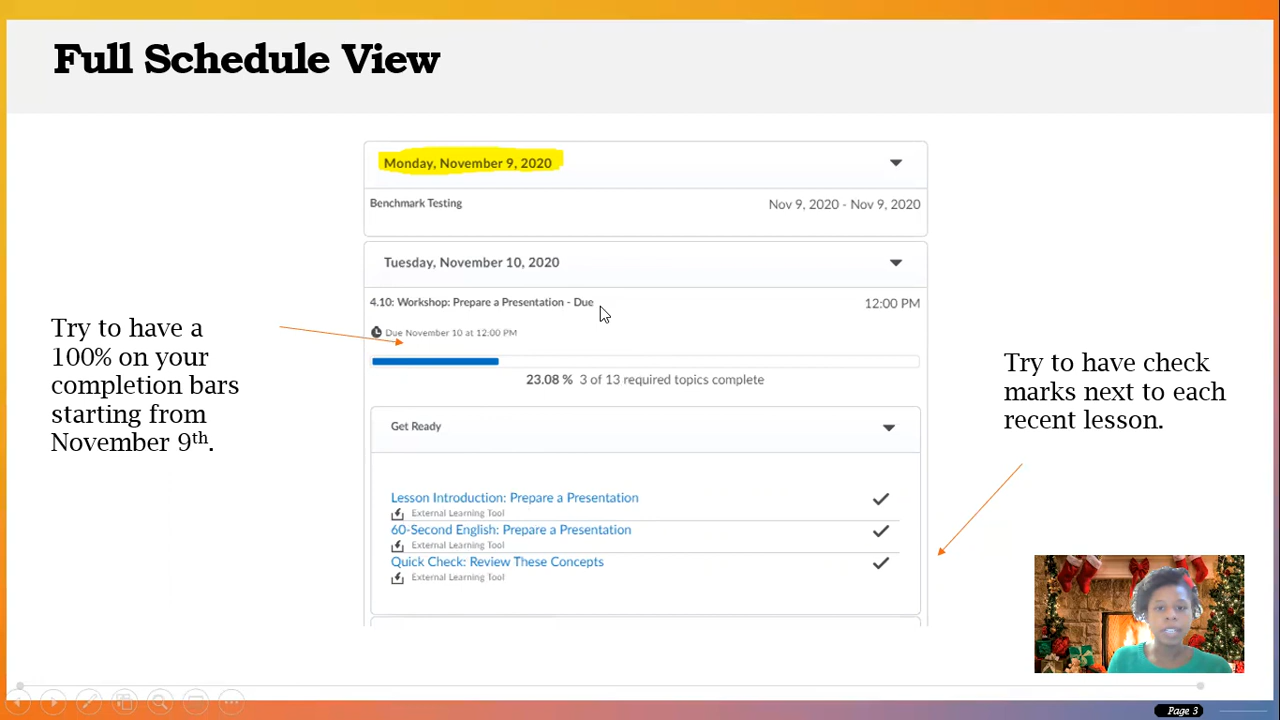 Full Schedule View
Monday, November 9, 2020
Benchmark Testing
Nov 9, 2020 - Nov 9, 2020
Tuesday, November 10, 2020
4.10: Workshop: Prepare a Presentation - Due
12:00 PM
Due November 10 at 12:00 PM
23.08 % 3 of 13 required topics complete
Get Ready
Lesson Introduction: Prepare a Presentation
External Learning Tool
60-Second English: Prepare a Presentation
External Learning Tool
Quick Check: Review These Concepts
External Learning Tool
Try to have a
100% on your
completion bars
starting from
November 9th.
Try to have check
marks next to each
recent lesson.
Page 3